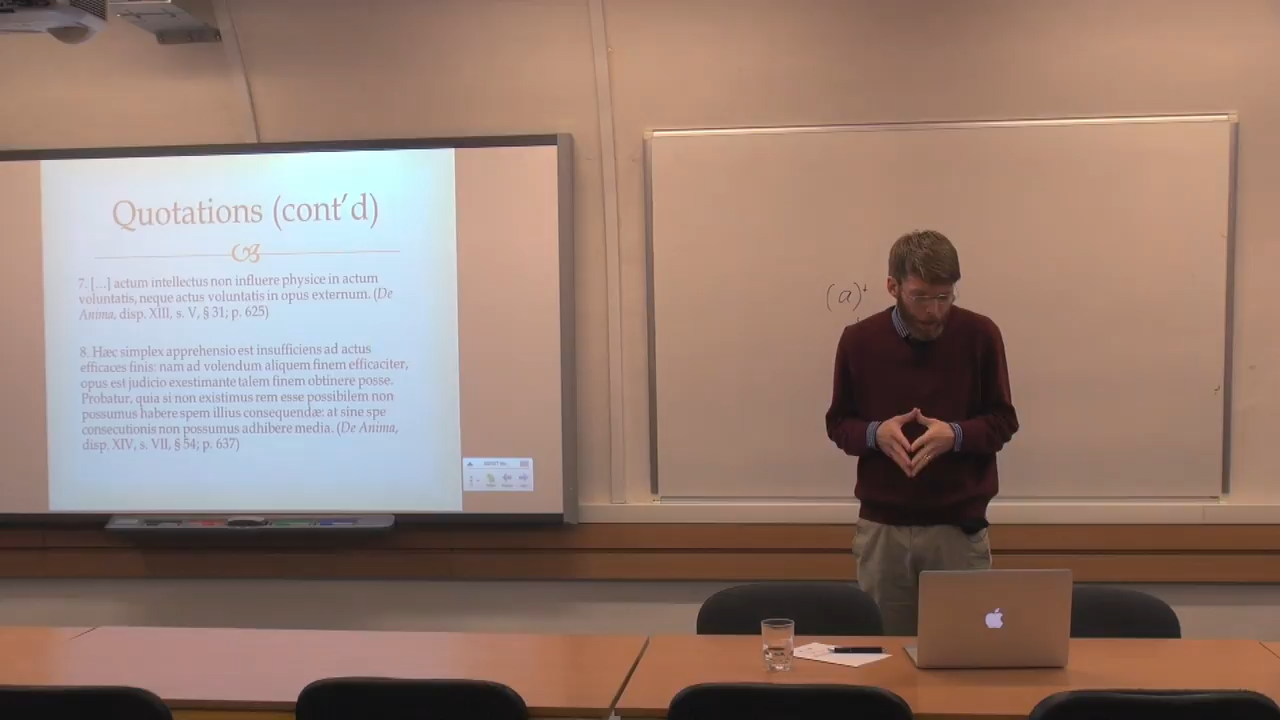 Quotations (cont'd)
7. [...] actum intellectus non influere physice in actum
voluntatis, neque actus voluntatis in opus externum. (De
Anima, disp. XIII, s. V, § 31; p. 625)
8. Hæc simplex apprehensio est insufficiens ad actus
efficaces finis: nam ad volendum aliquem finem efficaciter,
opus est judicio exestimante talem finem obtinere posse.
Probatur, quia si non existimus rem esse possibilem non
possumus habere spem illius consequendæ: at sine spe
consecutionis non possumus adhibere media. (De Anima,
disp. XIV, s. VII, § 54; p. 637)
(a)